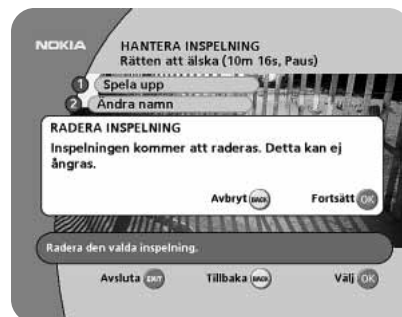 NOKIA
HANTERA INSPELNING
Rätten att älska (10m 16s, Paus)
1 Spela upp
2 Ändra namn
RADERA INSPELNING
Inspelningen kommer att raderas. Detta kan ej
ångras.
Avbryt BACK Fortsätt OK
Radera den valda inspelning.
Avsluta EXIT Tillbaka BACK Välj OK